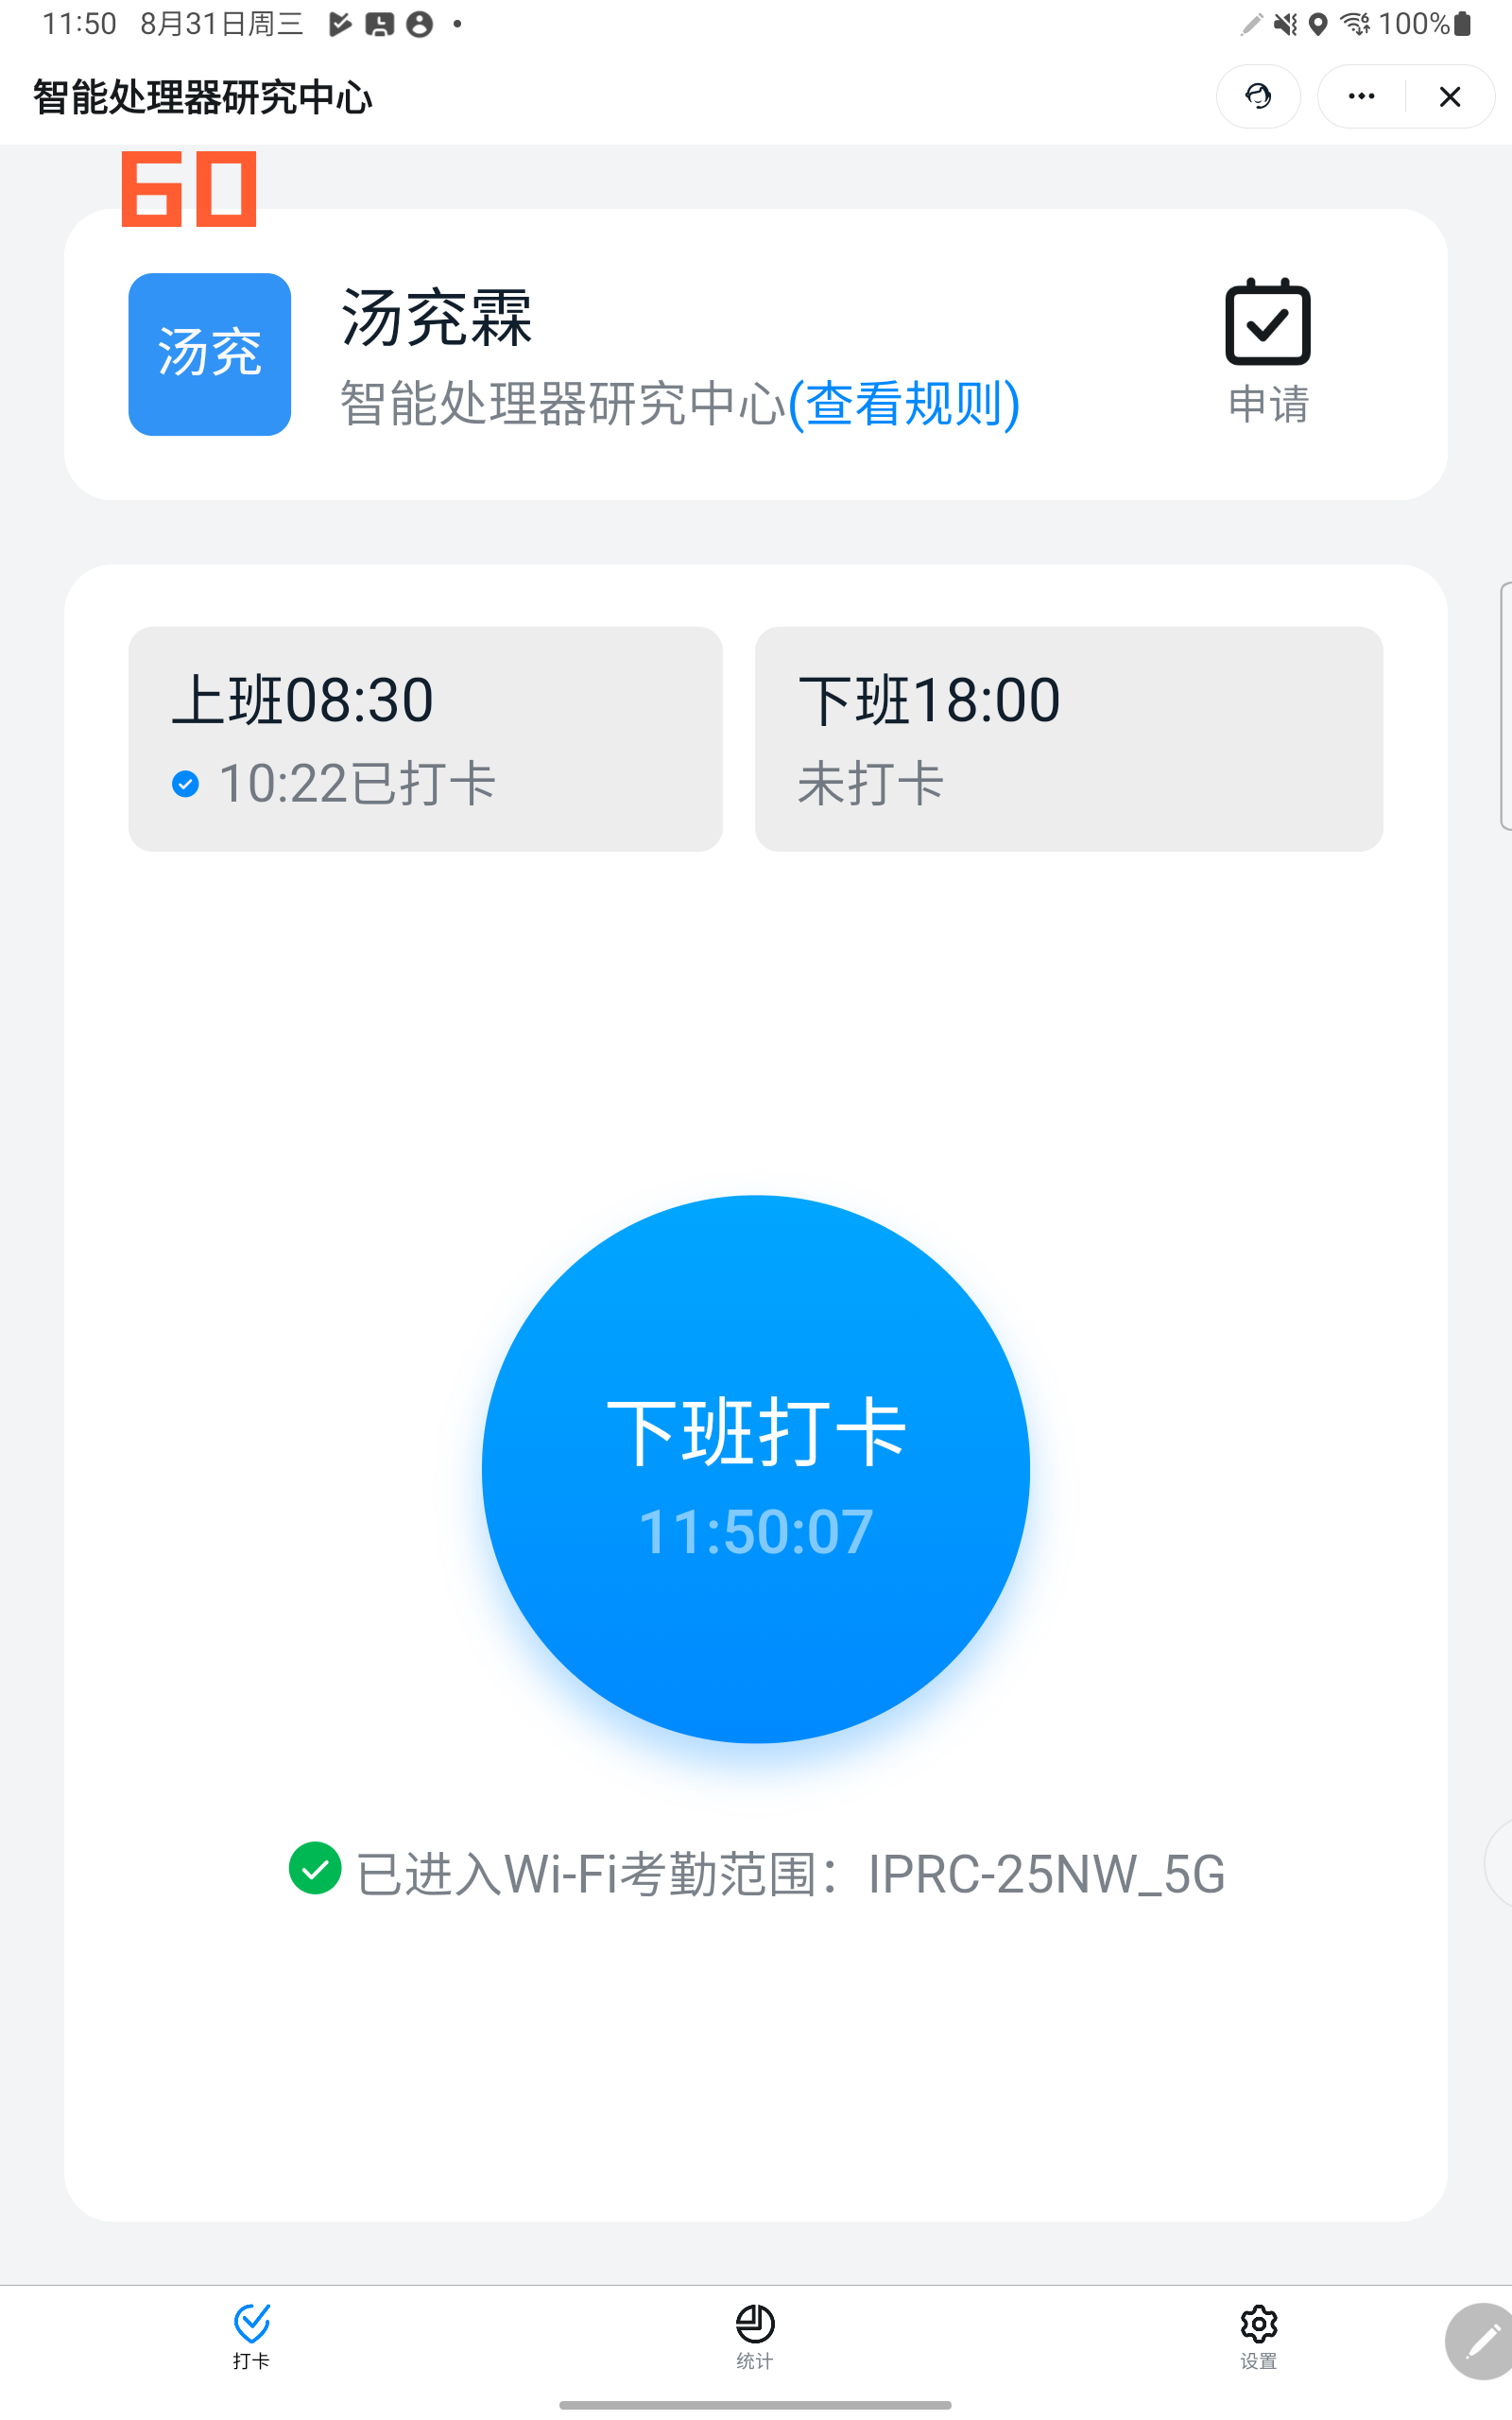 11:50 8月31日周三
100%
智能处理器研究中心
60
汤兖
汤兖霖
智能处理器研究中心(查看规则)
申请
上班08:30
10:22已打卡
下班18:00
未打卡
下班打卡
11:50:07
已进入Wi-Fi考勤范围：IPRC-25NW_5G
打卡
统计
设置